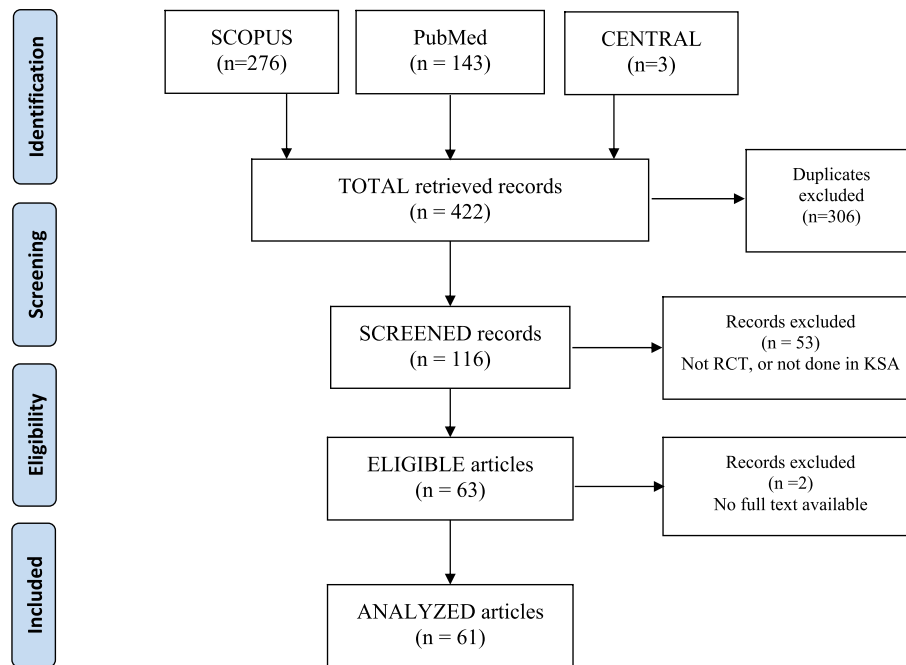 Identification
SCOPUS
(n=276)
PubMed
(n = 143)
CENTRAL
(n=3)
TOTAL retrieved records
(n = 422)
Duplicates
excluded
(n=306)
Screening
SCREENED records
(n = 116)
Records excluded
(n = 53)
Not RCT, or not done in KSA
Eligibility
ELIGIBLE articles
(n = 63)
Records excluded
(n =2)
No full text available
Included
ANALYZED articles
(n = 61)